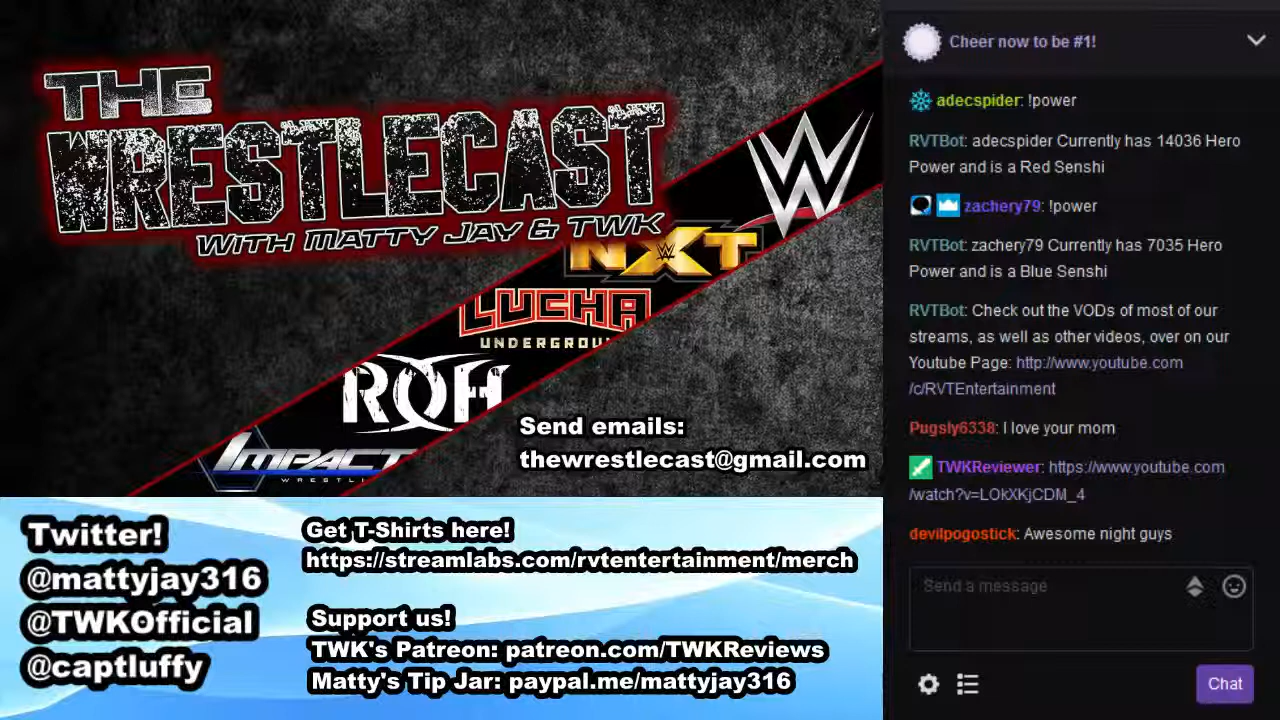 THE
WRESTLECAST
WITH MATTY JAY & TWK
W
NXT
LUCHA
UNDERGROU
ROH
IMPACT
WRESTLI
Send emails:
thewrestlecast@gmail.com
Twitter!
@mattyjay316
@TWKOfficial
@captluffy
Get T-Shirts here!
https://streamlabs.com/rvtentertainment/merch
Support us!
TWK's Patreon: patreon.com/TWKReviews
Matty's Tip Jar: paypal.me/mattyjay316
Cheer now to be #1!
adecspider: !power
RVTBot: adecspider Currently has 14036 Hero
Power and is a Red Senshi
zachery79: !power
RVTBot: zachery79 Currently has 7035 Hero
Power and is a Blue Senshi
RVTBot: Check out the VODs of most of our
streams, as well as other videos, over on our
Youtube Page: http://www.youtube.com
/c/RVTEntertainment
Pugsly6338: I love your mom
TWKReviewer: https://www.youtube.com
/watch?v=LOkXKjCDM_4
devilpogostick: Awesome night guys
Send a message
Chat